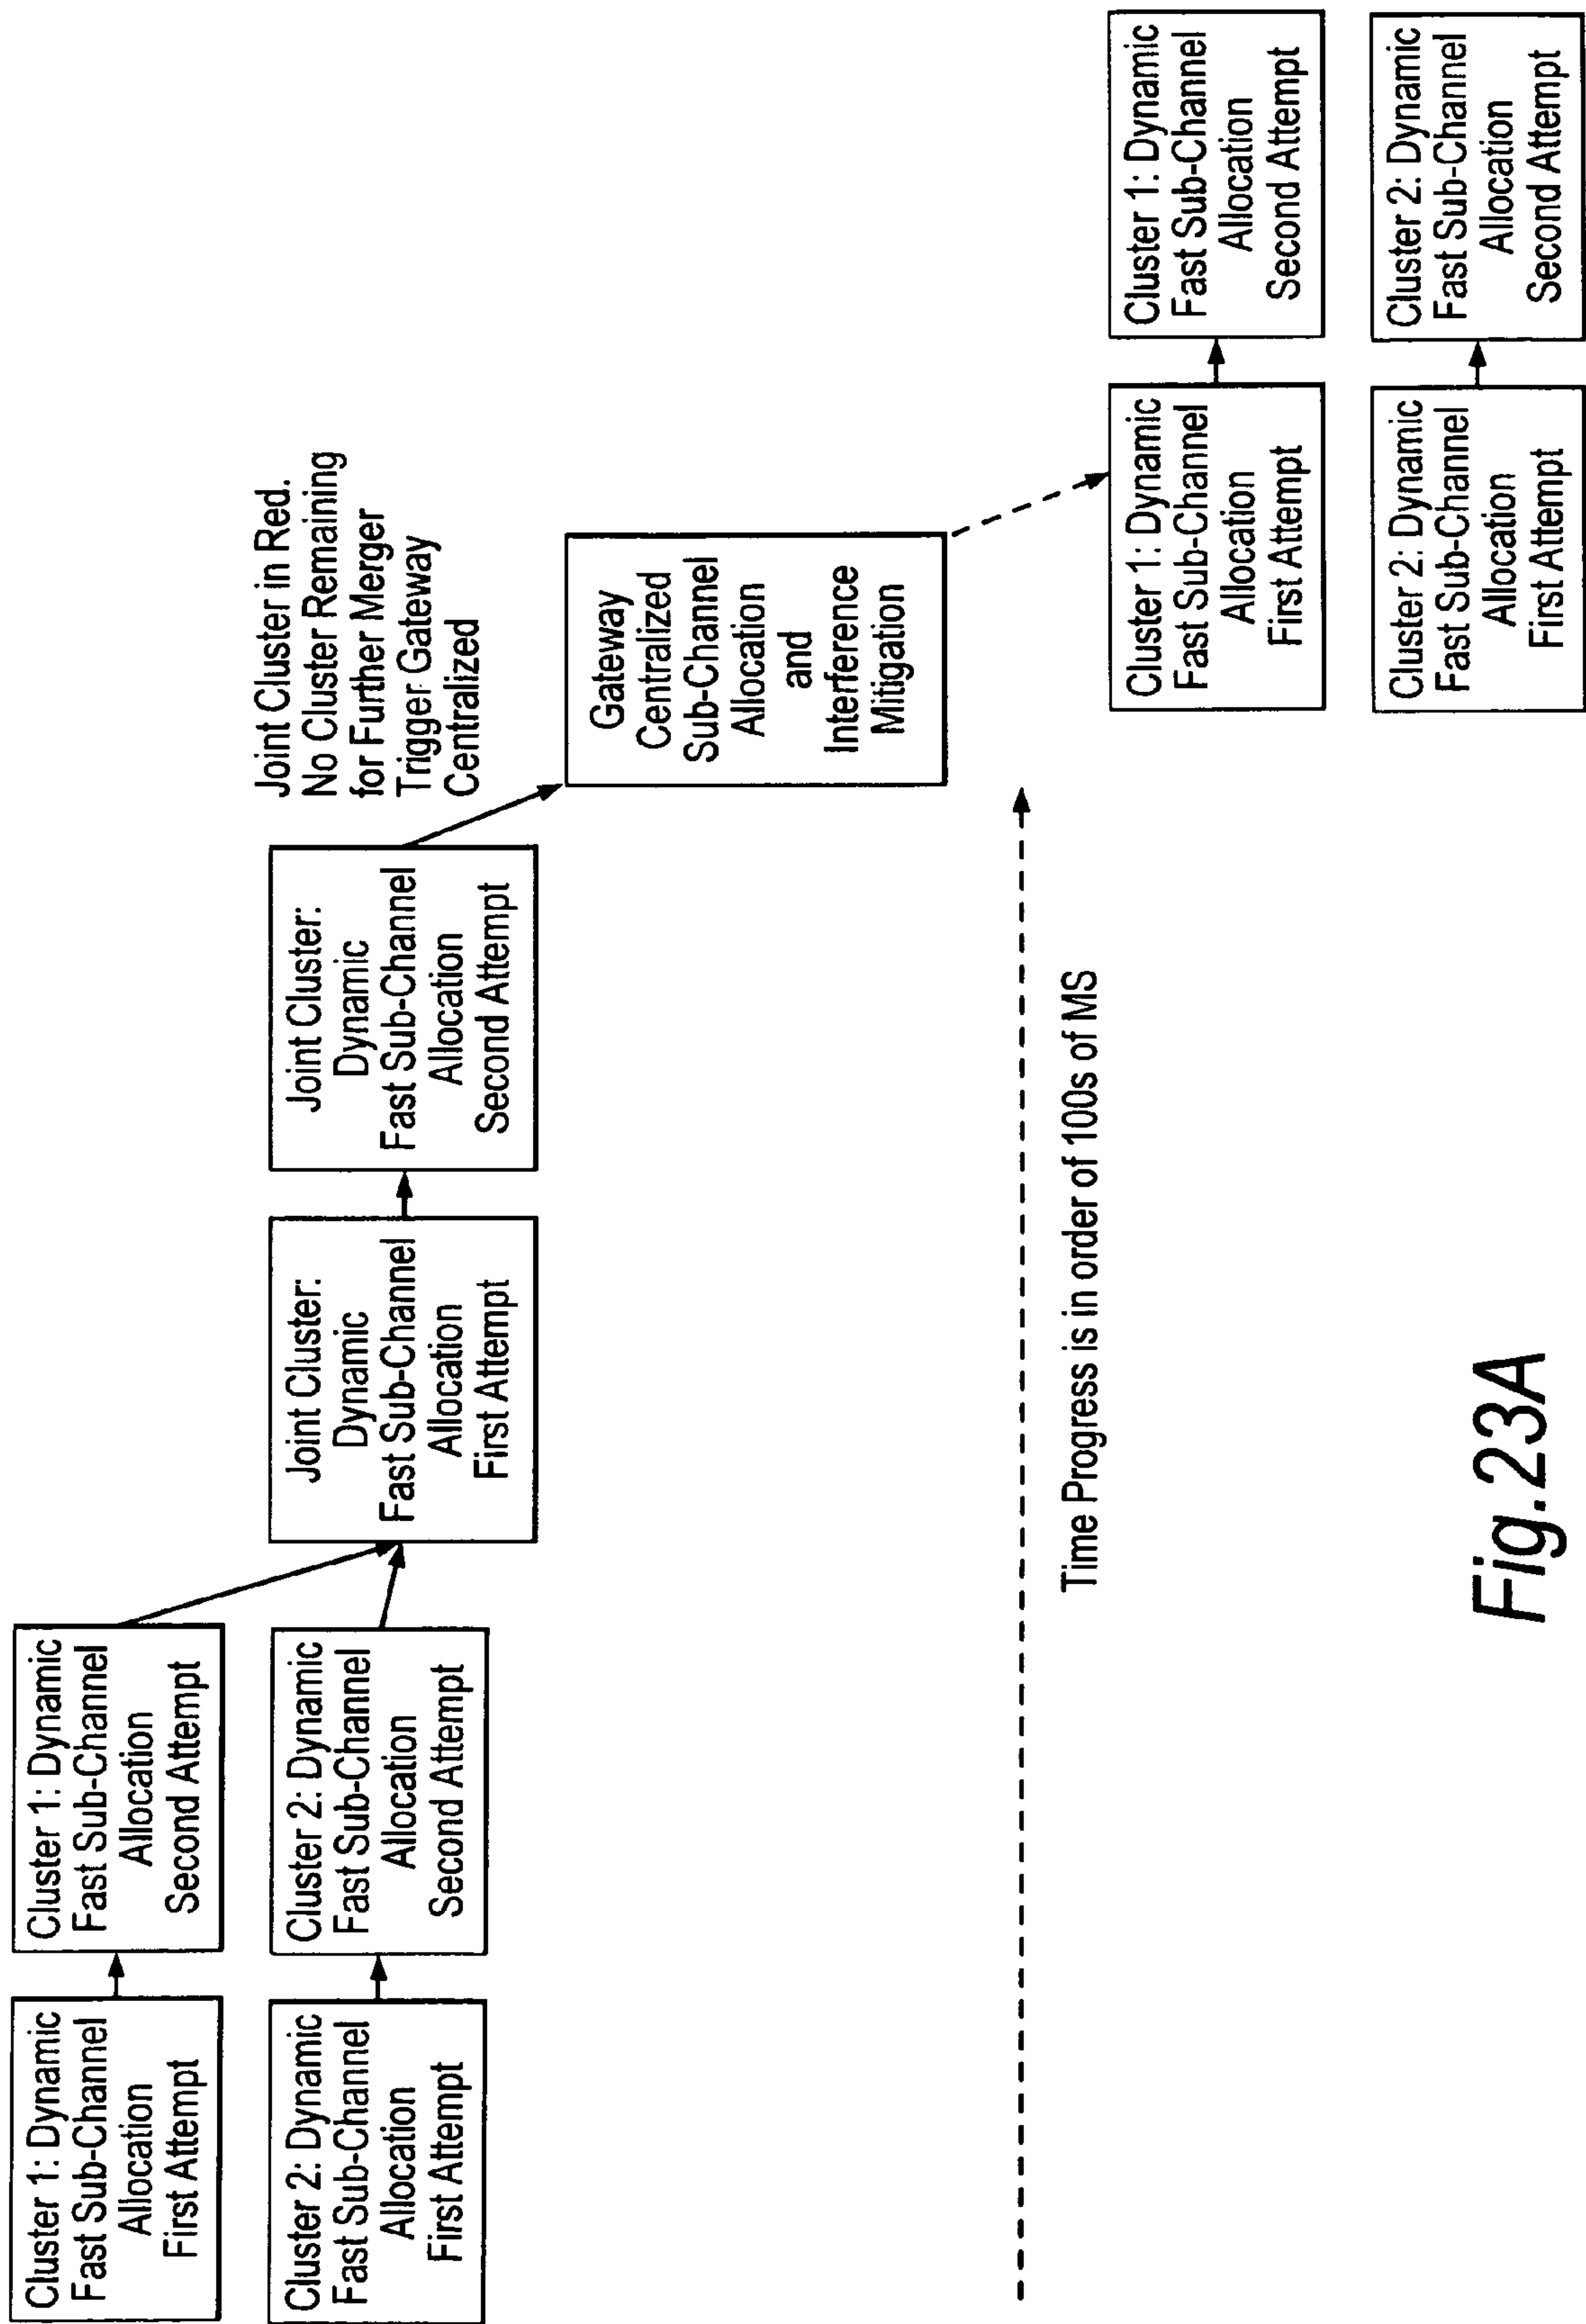 Cluster 1: Dynamic
Fast Sub-Channel
Allocation
First Attempt
Cluster 1: Dynamic
Fast Sub-Channel
Allocation
Second Attempt
Cluster 2: Dynamic
Fast Sub-Channel
Allocation
First Attempt
Cluster 2: Dynamic
Fast Sub-Channel
Allocation
Second Attempt
Joint Cluster:
Dynamic
Fast Sub-Channel
Allocation
First Attempt
Joint Cluster:
Dynamic
Fast Sub-Channel
Allocation
Second Attempt
Joint Cluster in Red.
No Cluster Remaining
for Further Merger
Trigger Gateway
Centralized
Gateway
Centralized
Sub-Channel
Allocation
and
Interference
Mitigation
Time Progress is in order of 100s of MS
Cluster 1: Dynamic
Fast Sub-Channel
Allocation
First Attempt
Cluster 1: Dynamic
Fast Sub-Channel
Allocation
Second Attempt
Cluster 2: Dynamic
Fast Sub-Channel
Allocation
First Attempt
Cluster 2: Dynamic
Fast Sub-Channel
Allocation
Second Attempt
Fig.23A